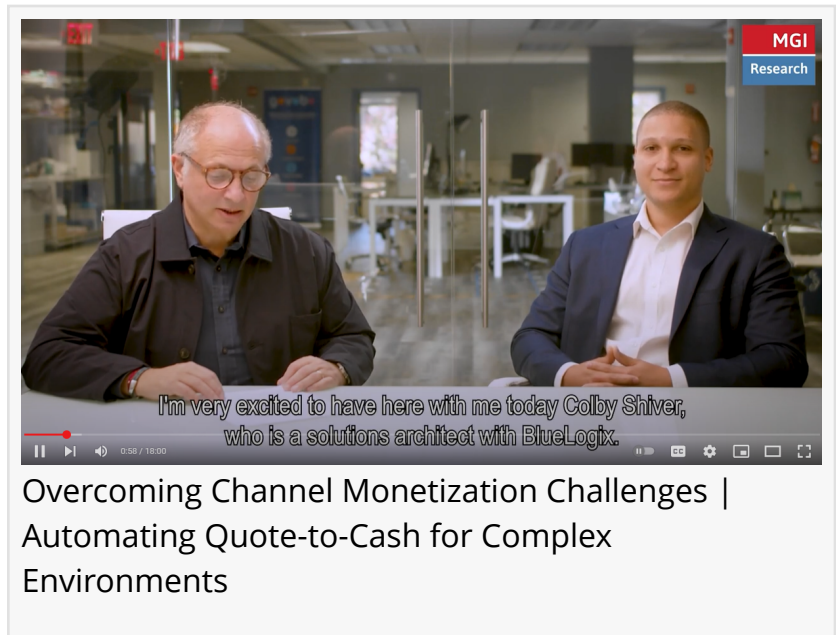 MGI
Research
I'm very excited to have here with me today Colby Shiver,
who is a solutions architect with BlueLogix.
0:58 / 18:00
CC
Overcoming Channel Monetization Challenges |
Automating Quote-to-Cash for Complex
Environments